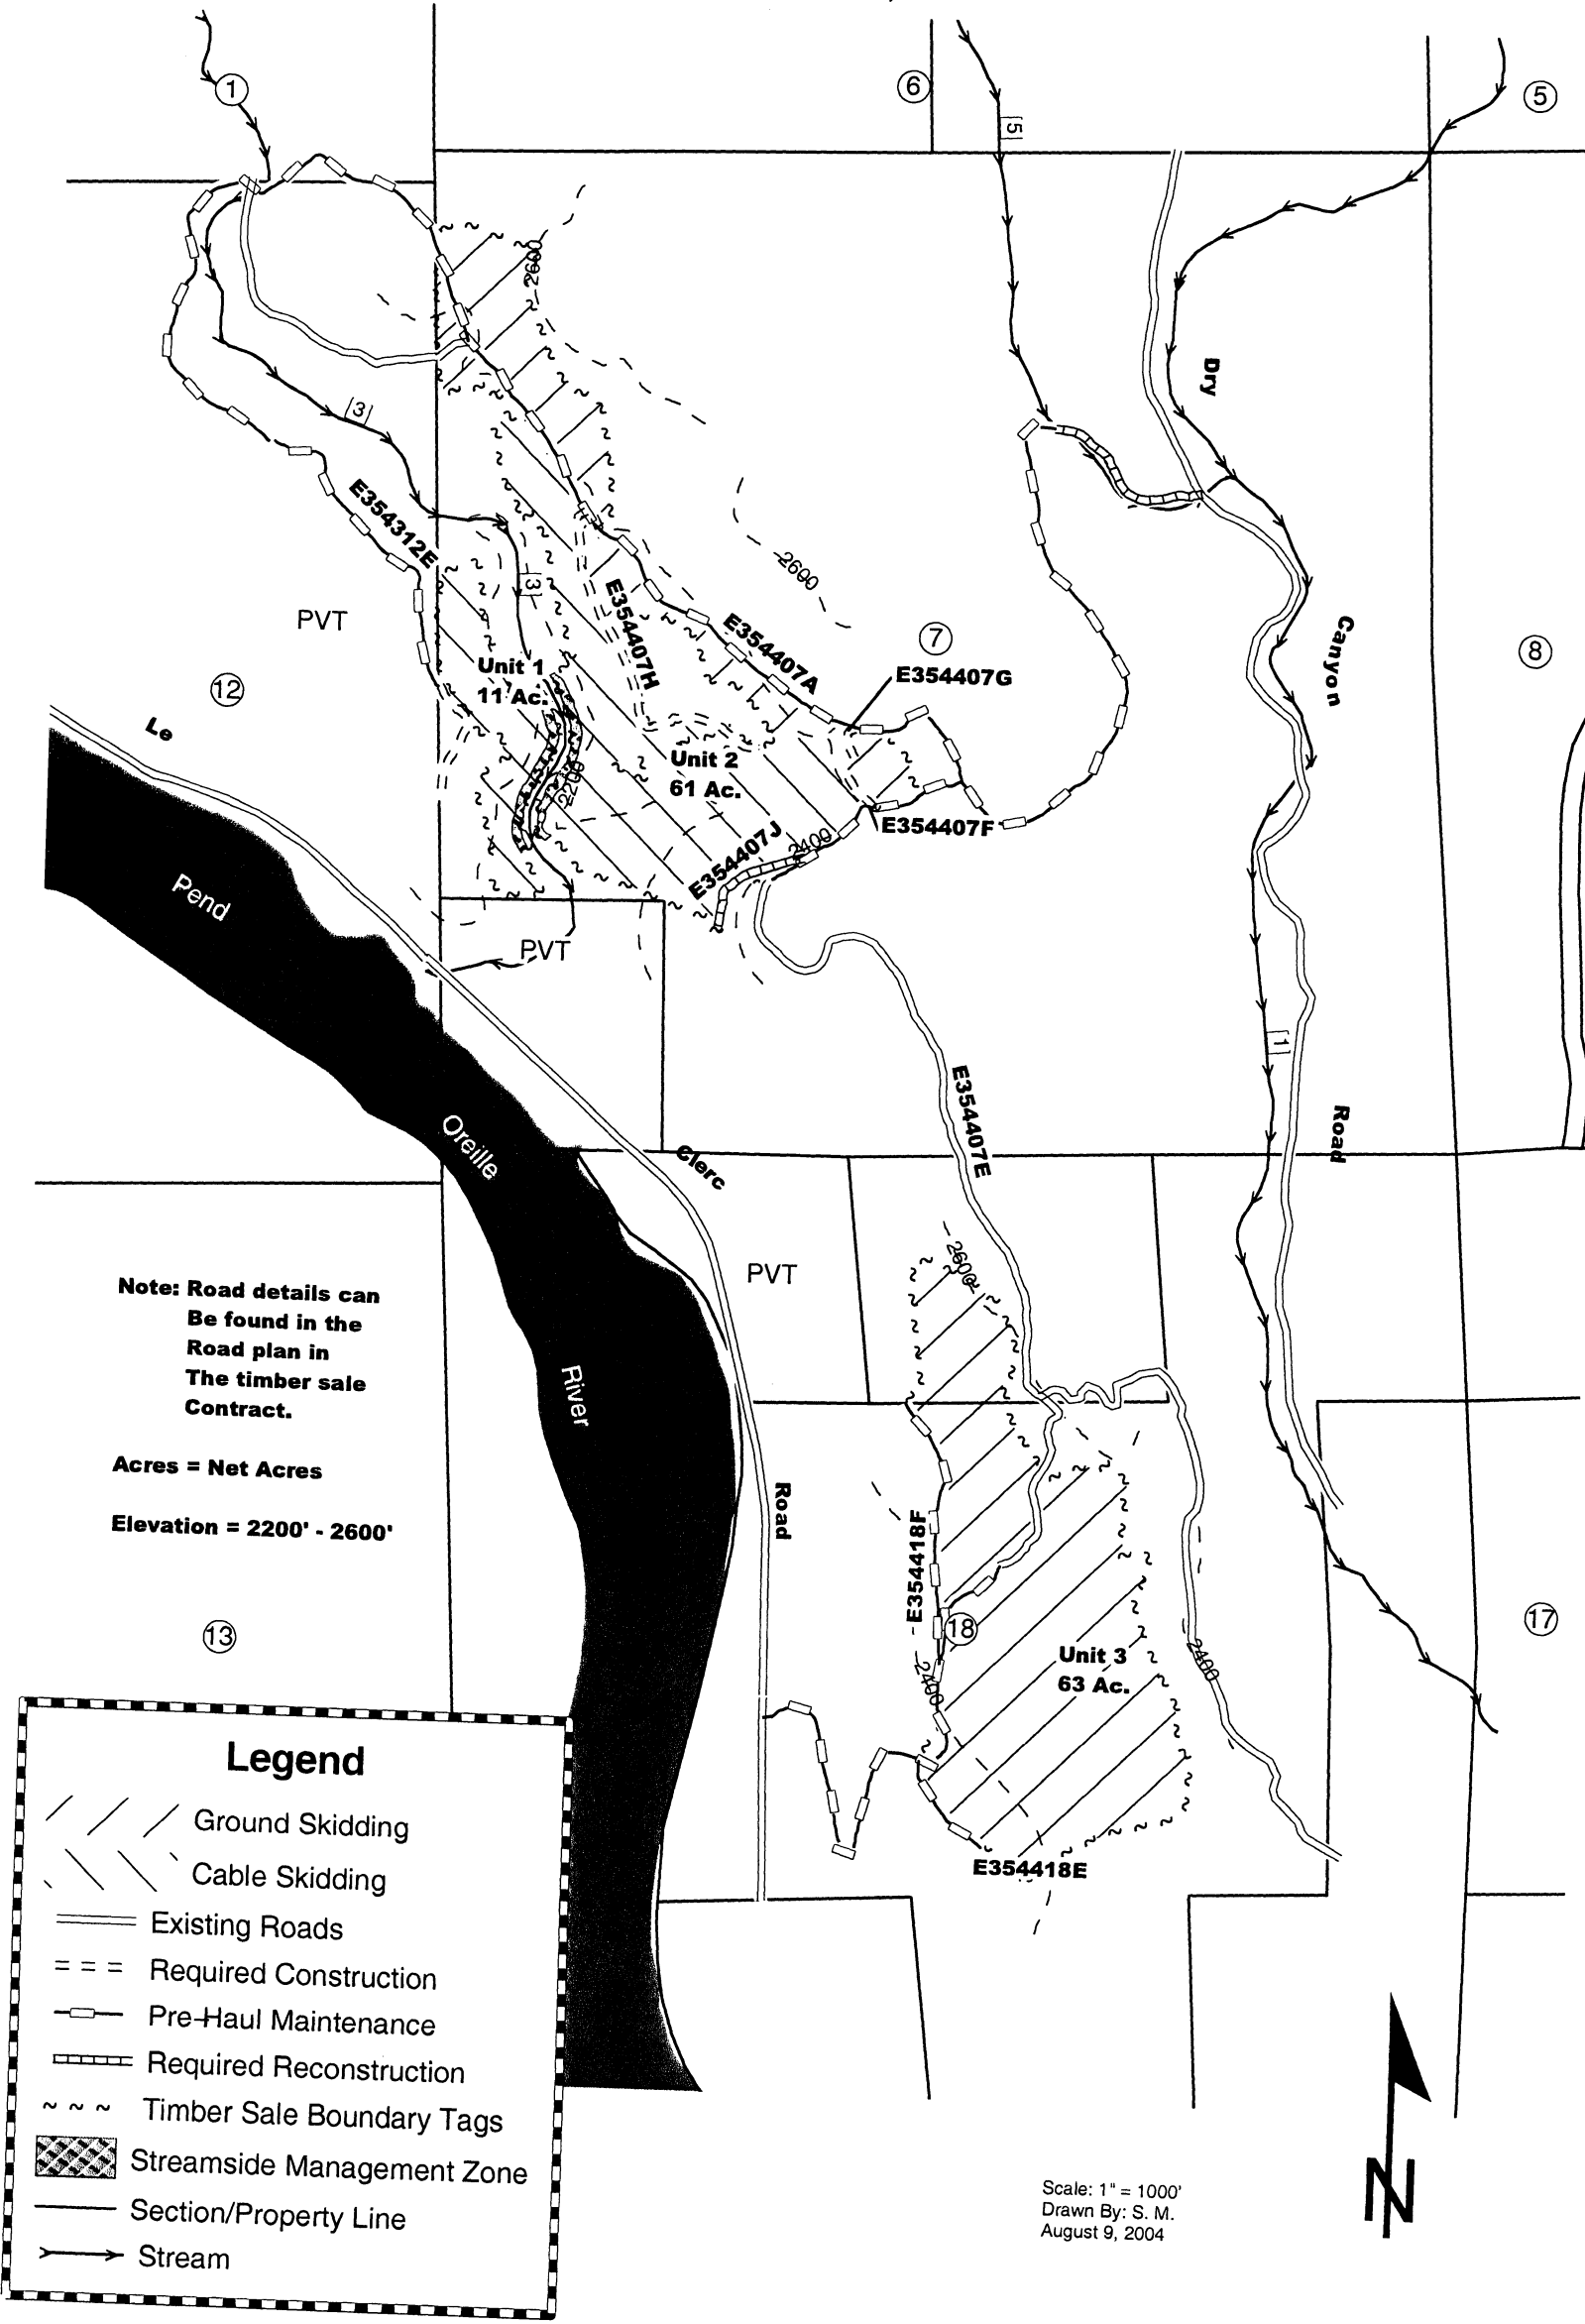 1
6
5
5
Dry
3
E354312E
3
PVT
E354407H
Unit 1
11 Ac.
2600
2600
E354407A
7
E354407G
Canyon
8
12
Le
Unit 2
61 Ac.
2200
E354407F
2400
E354407J
Pend
PVT
1
Oreille
E354407E
Road
Clerc
PVT
2600
River
Note: Road details can
Be found in the
Road plan in
The timber sale
Contract.
Acres = Net Acres
Elevation = 2200' - 2600'
Road
E354418F
13
18
17
Unit 3
63 Ac.
2400
2400
E354418E
Legend
Ground Skidding
Cable Skidding
Existing Roads
Required Construction
Pre-Haul Maintenance
Required Reconstruction
Timber Sale Boundary Tags
Streamside Management Zone
Section/Property Line
Stream
N
Scale: 1" = 1000'
Drawn By: S. M.
August 9, 2004